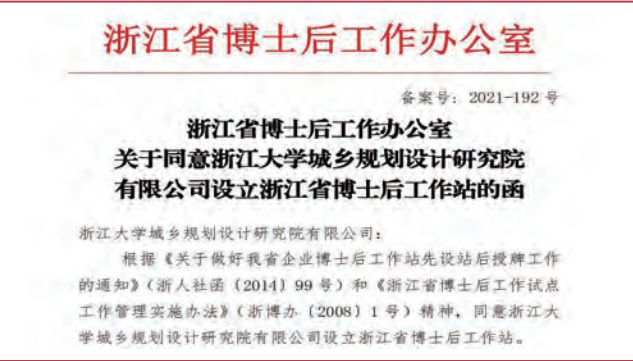 浙江省博士后工作办公室
备案号：2021-192 号
浙江省博士后工作办公室
关于同意浙江大学城乡规划设计研究院
有限公司设立浙江省博士后工作站的函
浙江大学城乡规划设计研究院有限公司：
根据《关于做好我省企业博士后工作站先设站后授牌工作
的通知》（浙人社函〔2014〕99 号）和《浙江省博士后工作试点
工作管理实施办法》（浙博办〔2008〕1 号）精神，同意浙江大
学城乡规划设计研究院有限公司设立浙江省博士后工作站。